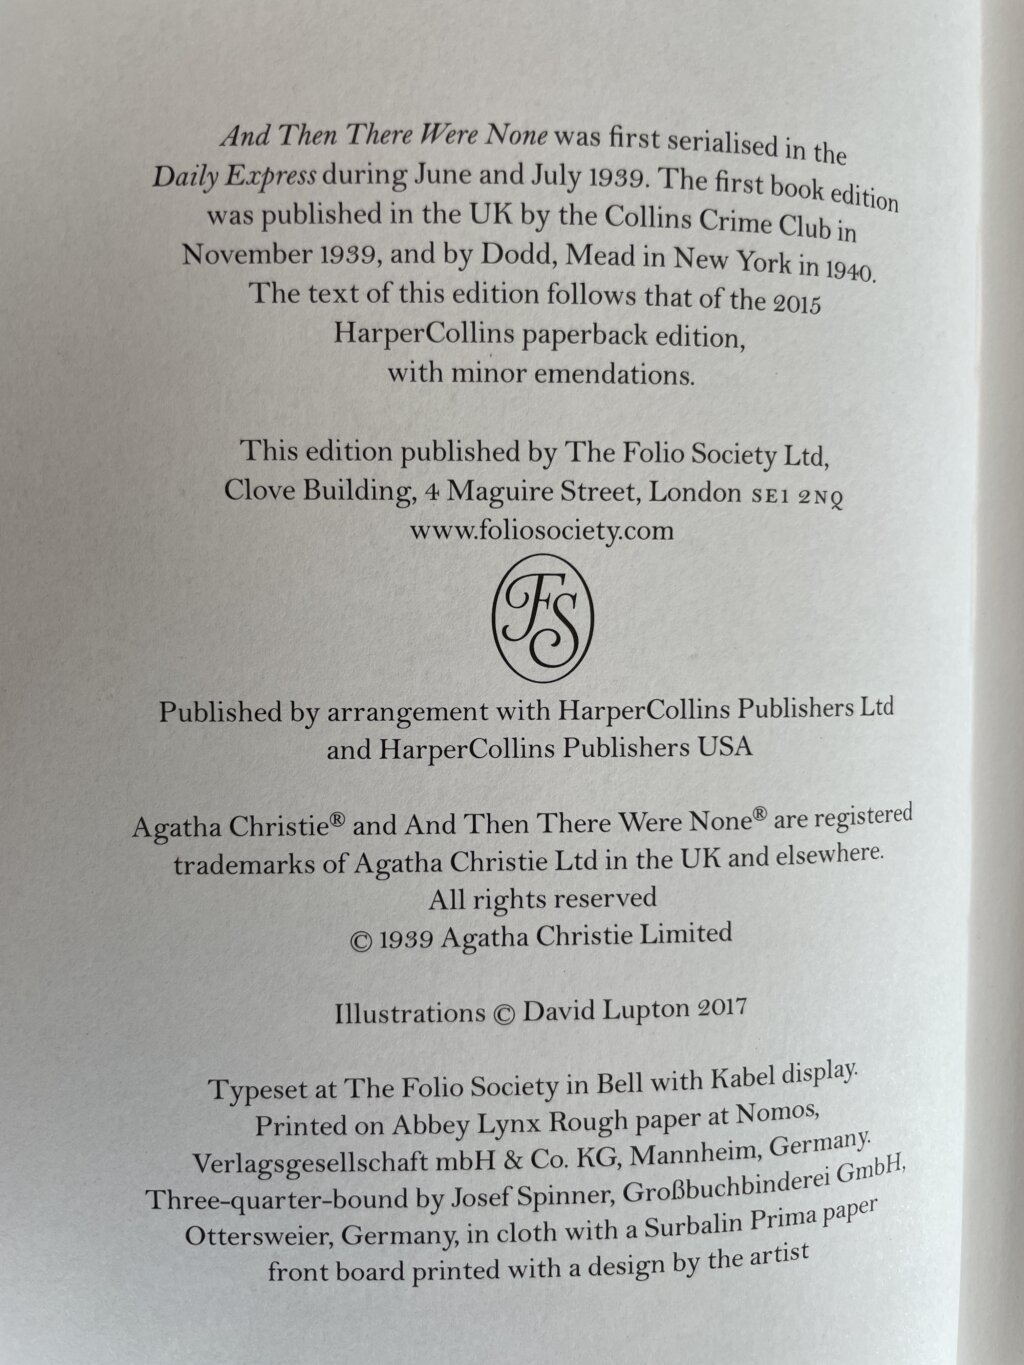 And Then There Were None was first serialised in the
Daily Express during June and July 1939. The first book edition
was published in the UK by the Collins Crime Club in
November 1939, and by Dodd, Mead in New York in 1940.
The text of this edition follows that of the 2015
HarperCollins paperback edition,
with minor emendations.
This edition published by The Folio Society Ltd,
Clove Building, 4 Maguire Street, London SE1 2NQ
www.foliosociety.com
FS
Published by arrangement with HarperCollins Publishers Ltd
and HarperCollins Publishers USA
Agatha Christie® and And Then There Were None® are registered
trademarks of Agatha Christie Ltd in the UK and elsewhere.
All rights reserved
© 1939 Agatha Christie Limited
Illustrations © David Lupton 2017
Typeset at The Folio Society in Bell with Kabel display.
Printed on Abbey Lynx Rough paper at Nomos,
Verlagsgesellschaft mbH & Co. KG, Mannheim, Germany.
Three-quarter-bound by Josef Spinner, Großbuchbinderei GmbH,
Ottersweier, Germany, in cloth with a Surbalin Prima paper
front board printed with a design by the artist